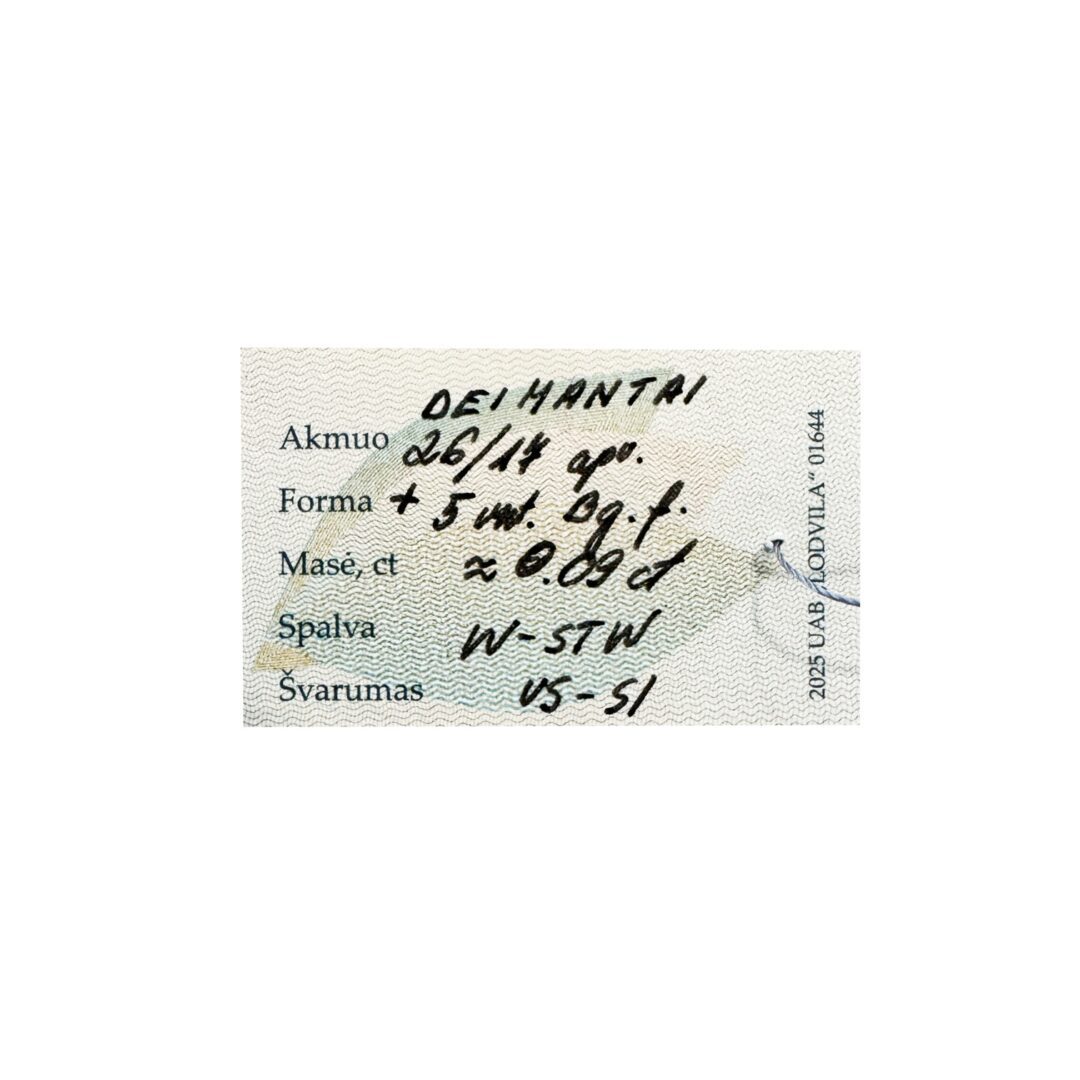 DEIMANTAI
Akmuo 26/17 apv.
Forma + 5 vnt. Bg. f.
Masė, ct ≈ 0.09 ct
Spalva W-STW
Švarumas VS-SI
2025 UAB „LODVILA“ 01644